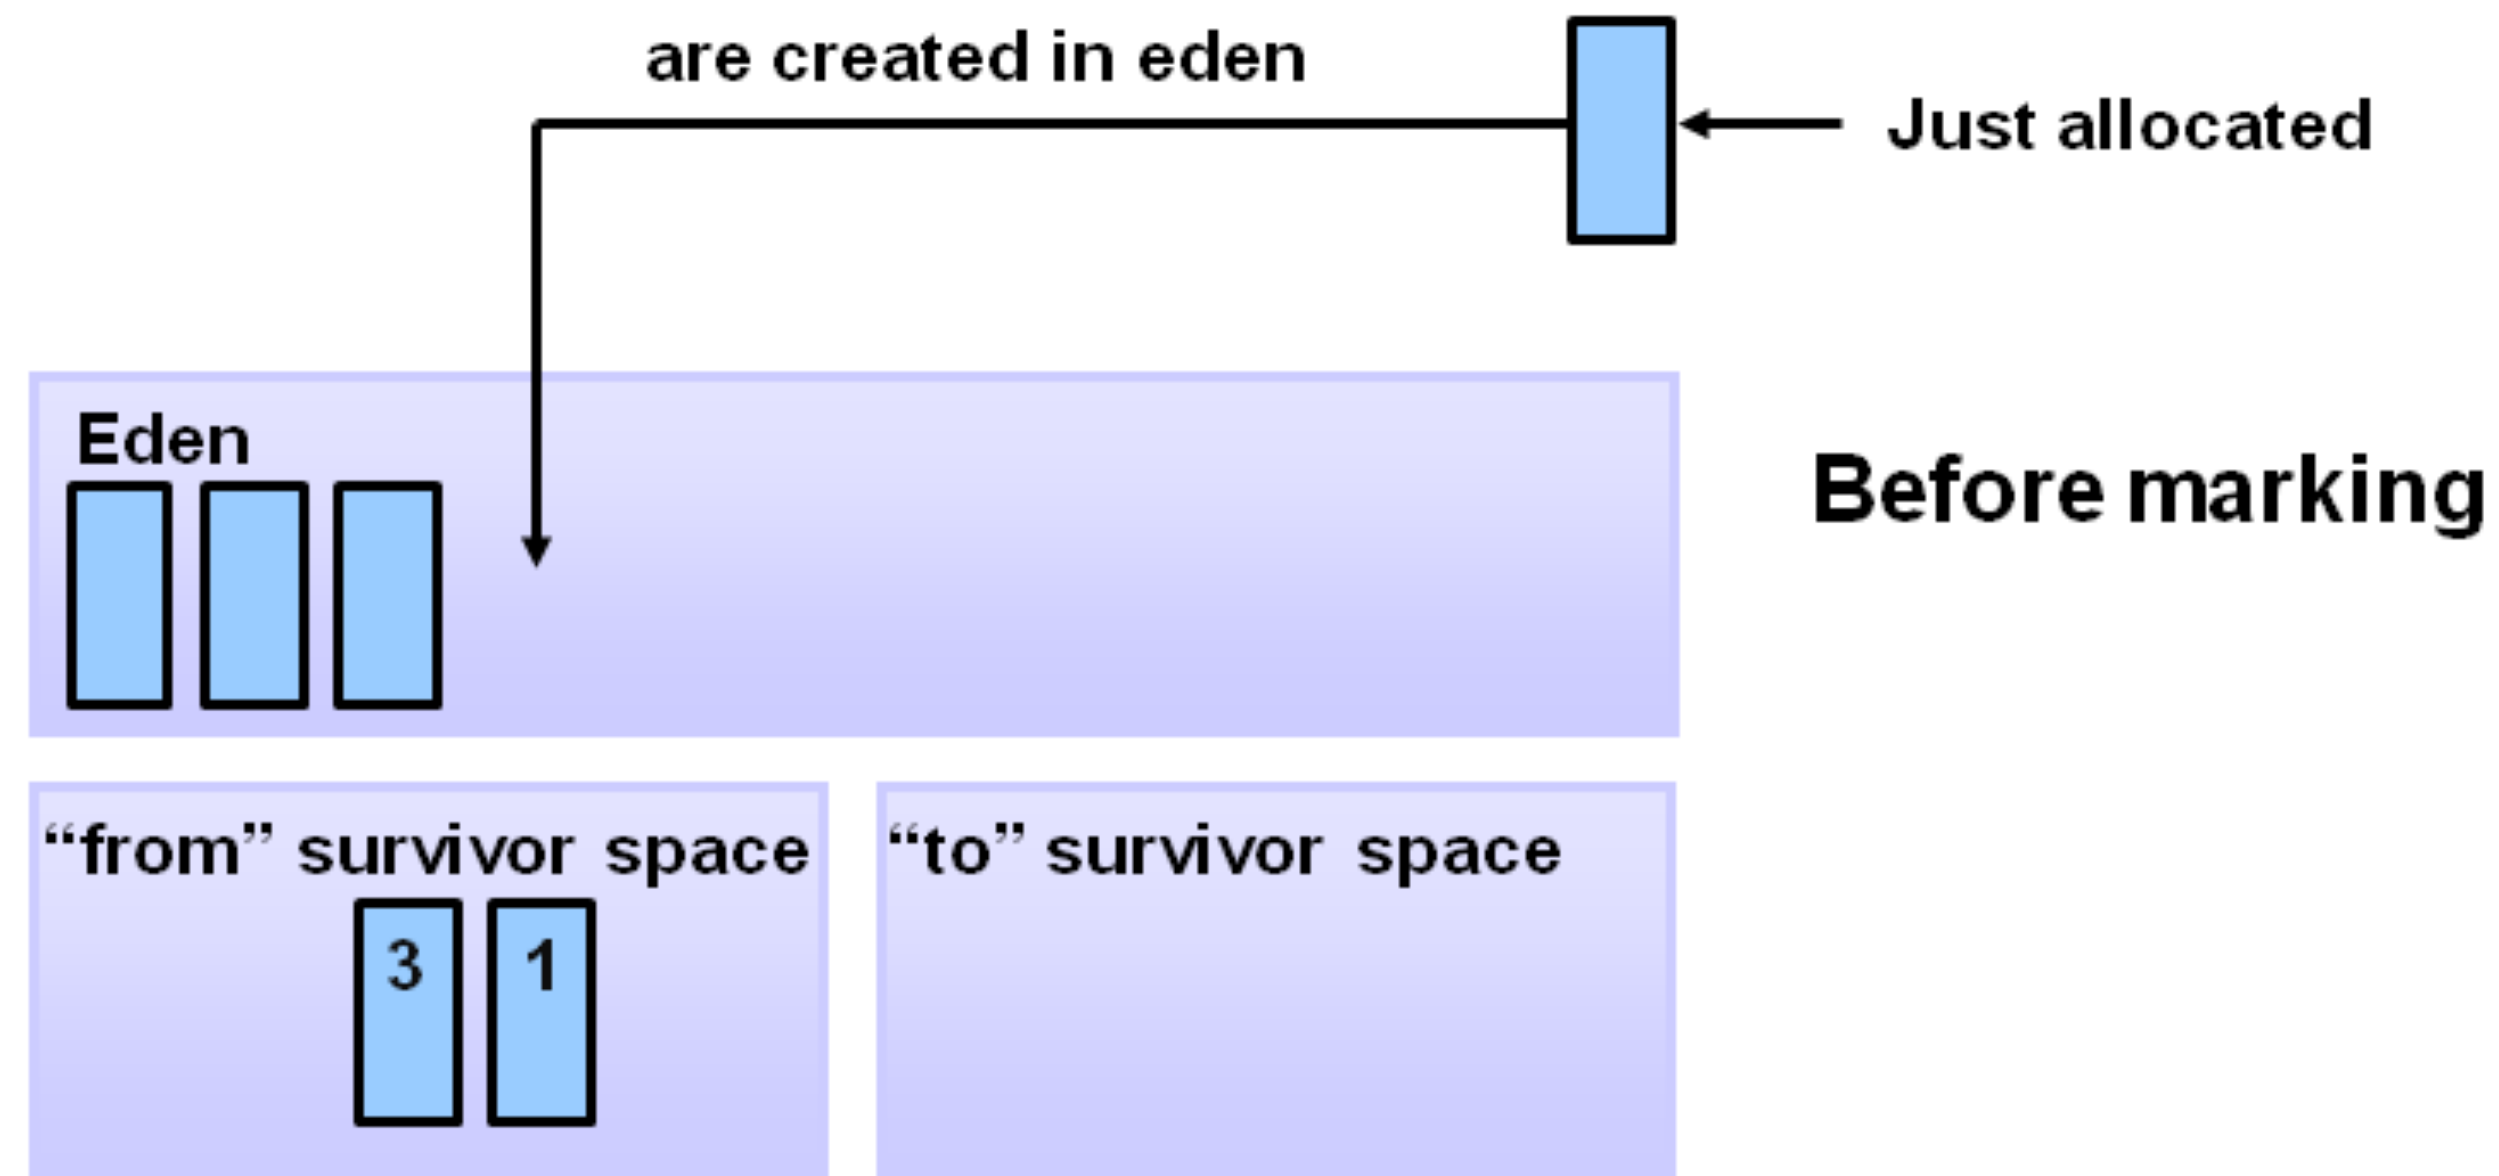 are created in eden
Just allocated
Eden
Before marking
“from” survivor space
“to” survivor space
3
1